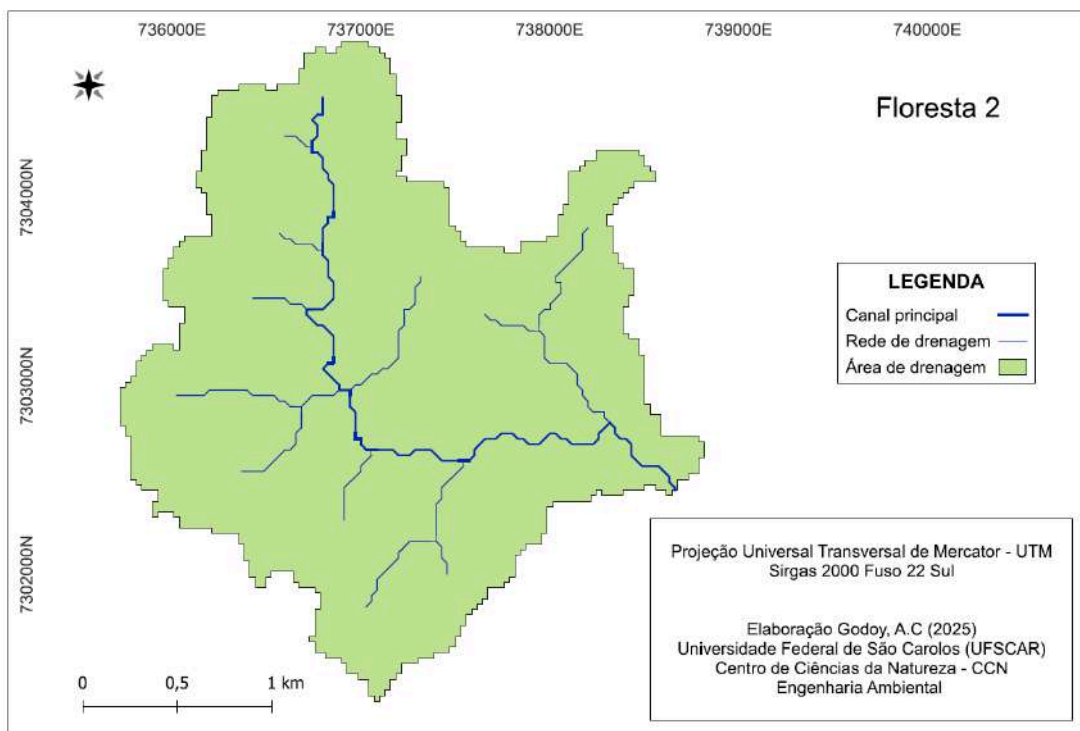 736000E
737000E
738000E
739000E
740000E
Floresta 2
7304000N
7303000N
7302000N
LEGENDA
Canal principal
Rede de drenagem
Área de drenagem
Projeção Universal Transversal de Mercator - UTM
Sirgas 2000 Fuso 22 Sul
Elaboração Godoy, A.C (2025)
Universidade Federal de São Carolos (UFSCAR)
Centro de Ciências da Natureza - CCN
Engenharia Ambiental
0 0,5 1 km